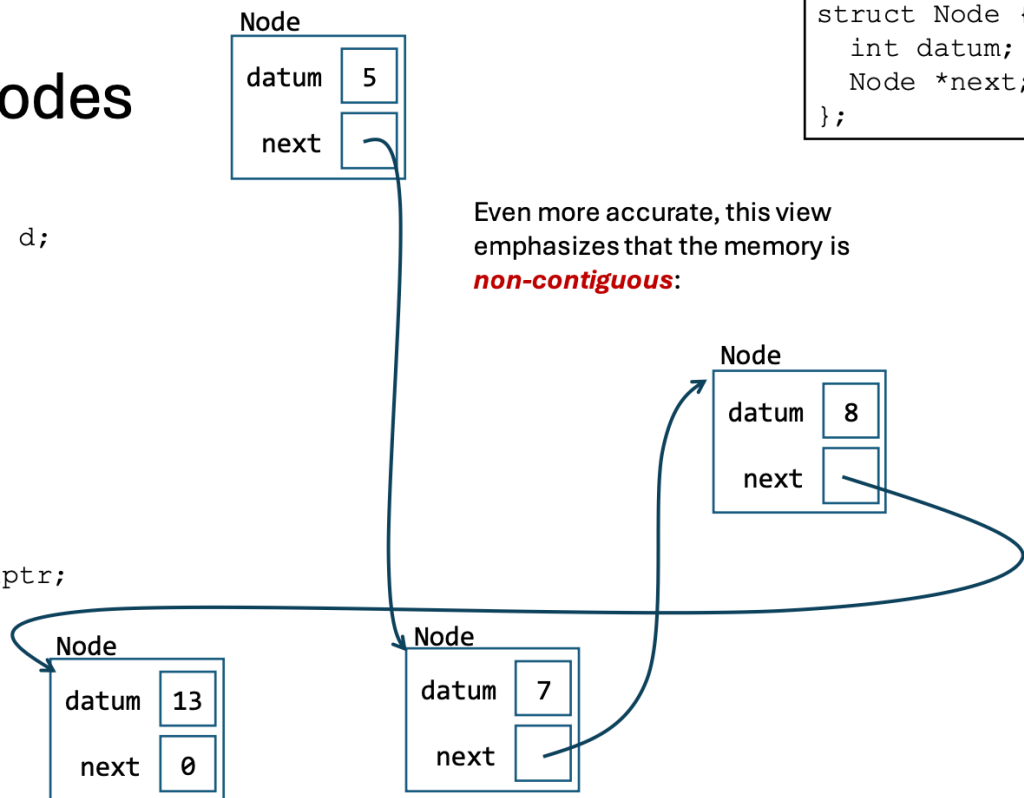 Node
struct Node {
int datum;
Node *next;
};
datum 5
next
odes
d;
Even more accurate, this view
emphasizes that the memory is
non-contiguous:
Node
datum 8
next
ptr;
Node
datum 13
next 0
Node
datum 7
next